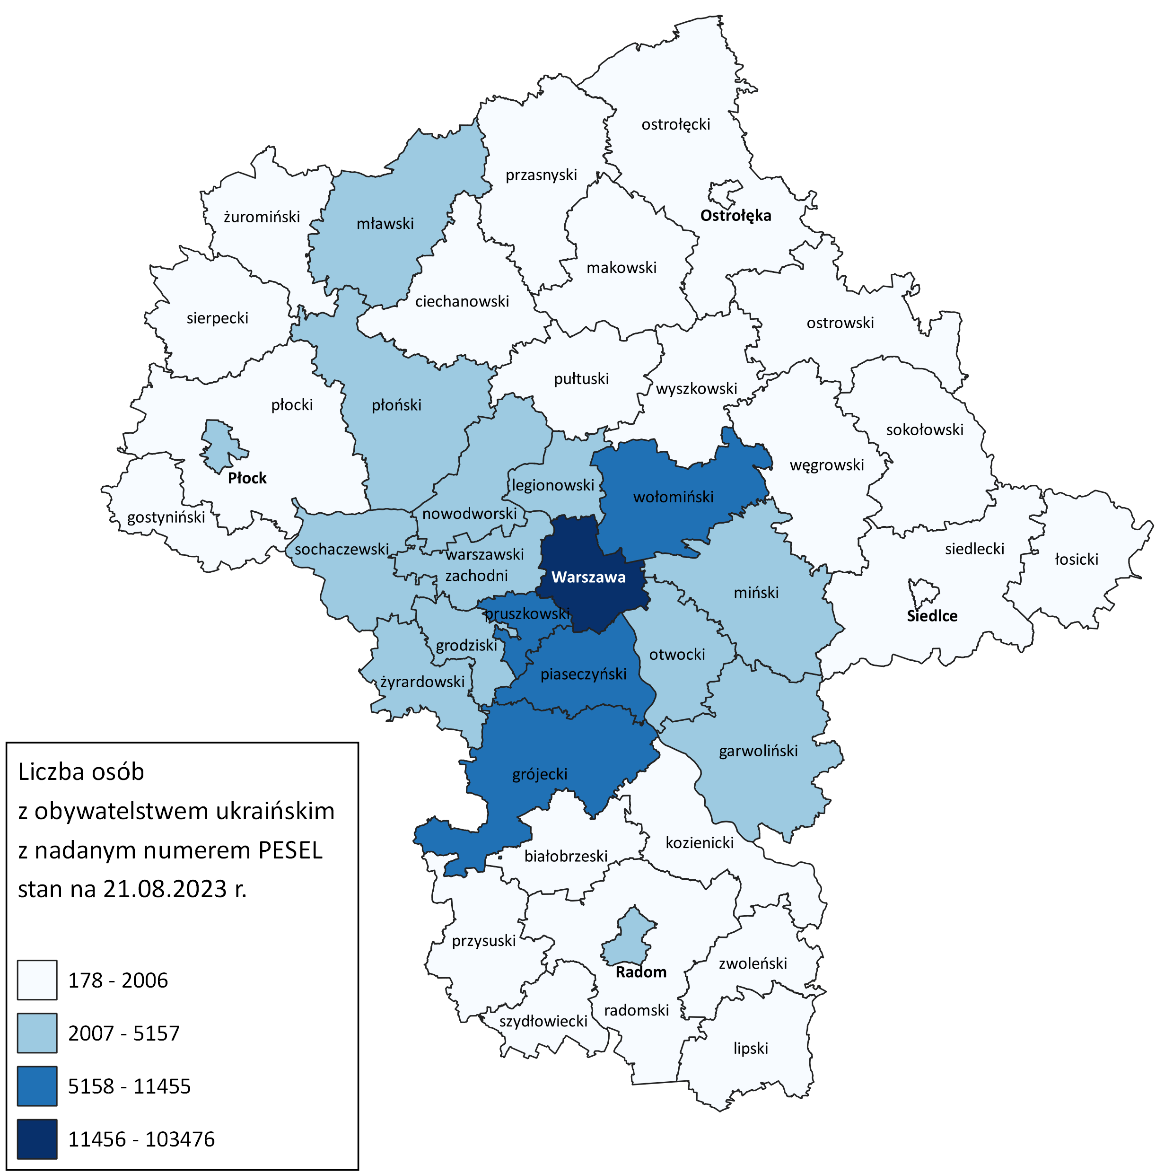 ostrołęcki
przasnyski
Ostrołęka
żuromiński
mławski
makowski
ciechanowski
sierpecki
ostrowski
pułtuski
wyszkowski
płocki
płoński
sokołowski
węgrowski
Płock
legionowski
wołomiński
gostyniński
nowodworski
sochaczewski
warszawski
zachodni
siedlecki
łosicki
Warszawa
miński
pruszkowski
Siedlce
grodziski
otwocki
żyrardowski
piaseczyński
garwoliński
grójecki
kozienicki
białobrzeski
przysuski
zwoleński
Radom
radomski
szydłowiecki
lipski
Liczba osób
z obywatelstwem ukraińskim
z nadanym numerem PESEL
stan na 21.08.2023 r.
178 - 2006
2007 - 5157
5158 - 11455
11456 - 103476